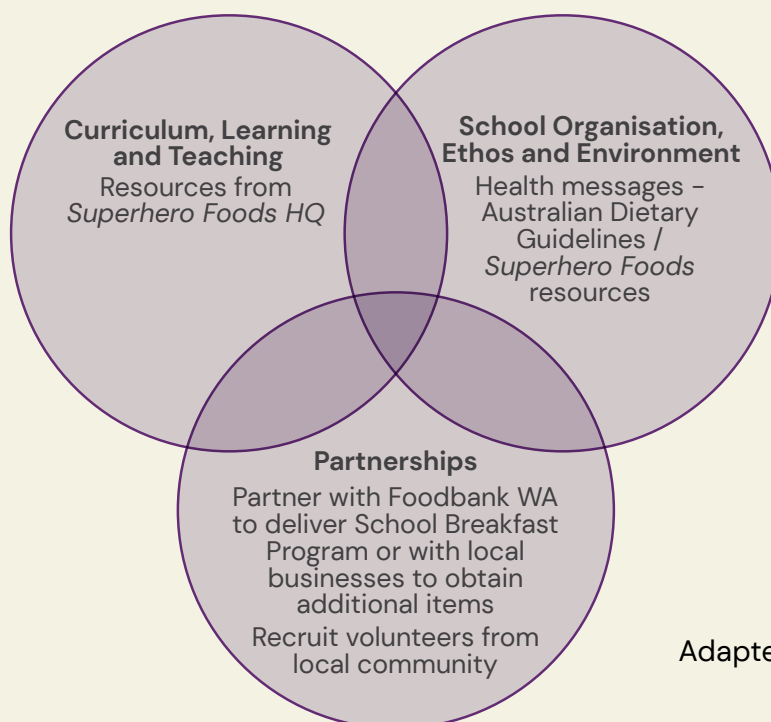 Curriculum, Learning
and Teaching
Resources from
Superhero Foods HQ
School Organisation,
Ethos and Environment
Health messages –
Australian Dietary
Guidelines /
Superhero Foods
resources
Partnerships
Partner with Foodbank WA
to deliver School Breakfast
Program or with local
businesses to obtain
additional items
Recruit volunteers from
local community
Adapte